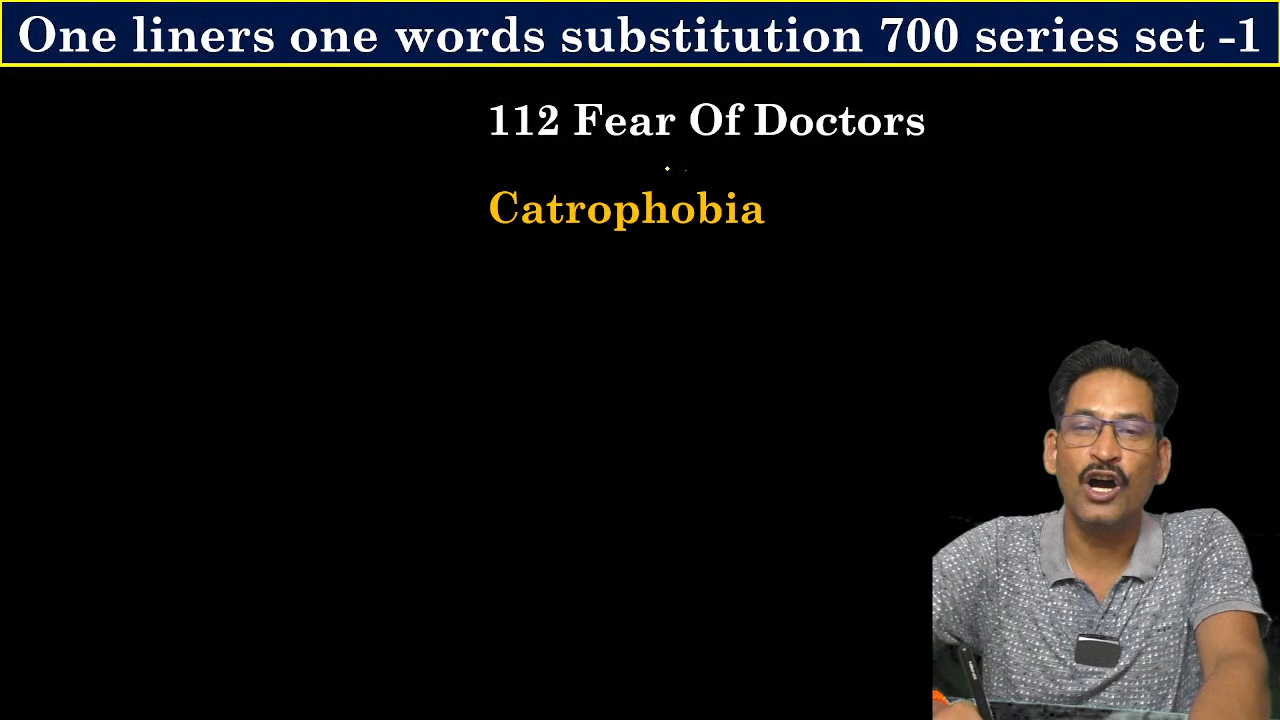 One liners one words substitution 700 series set -1
112 Fear Of Doctors
Catrophobia